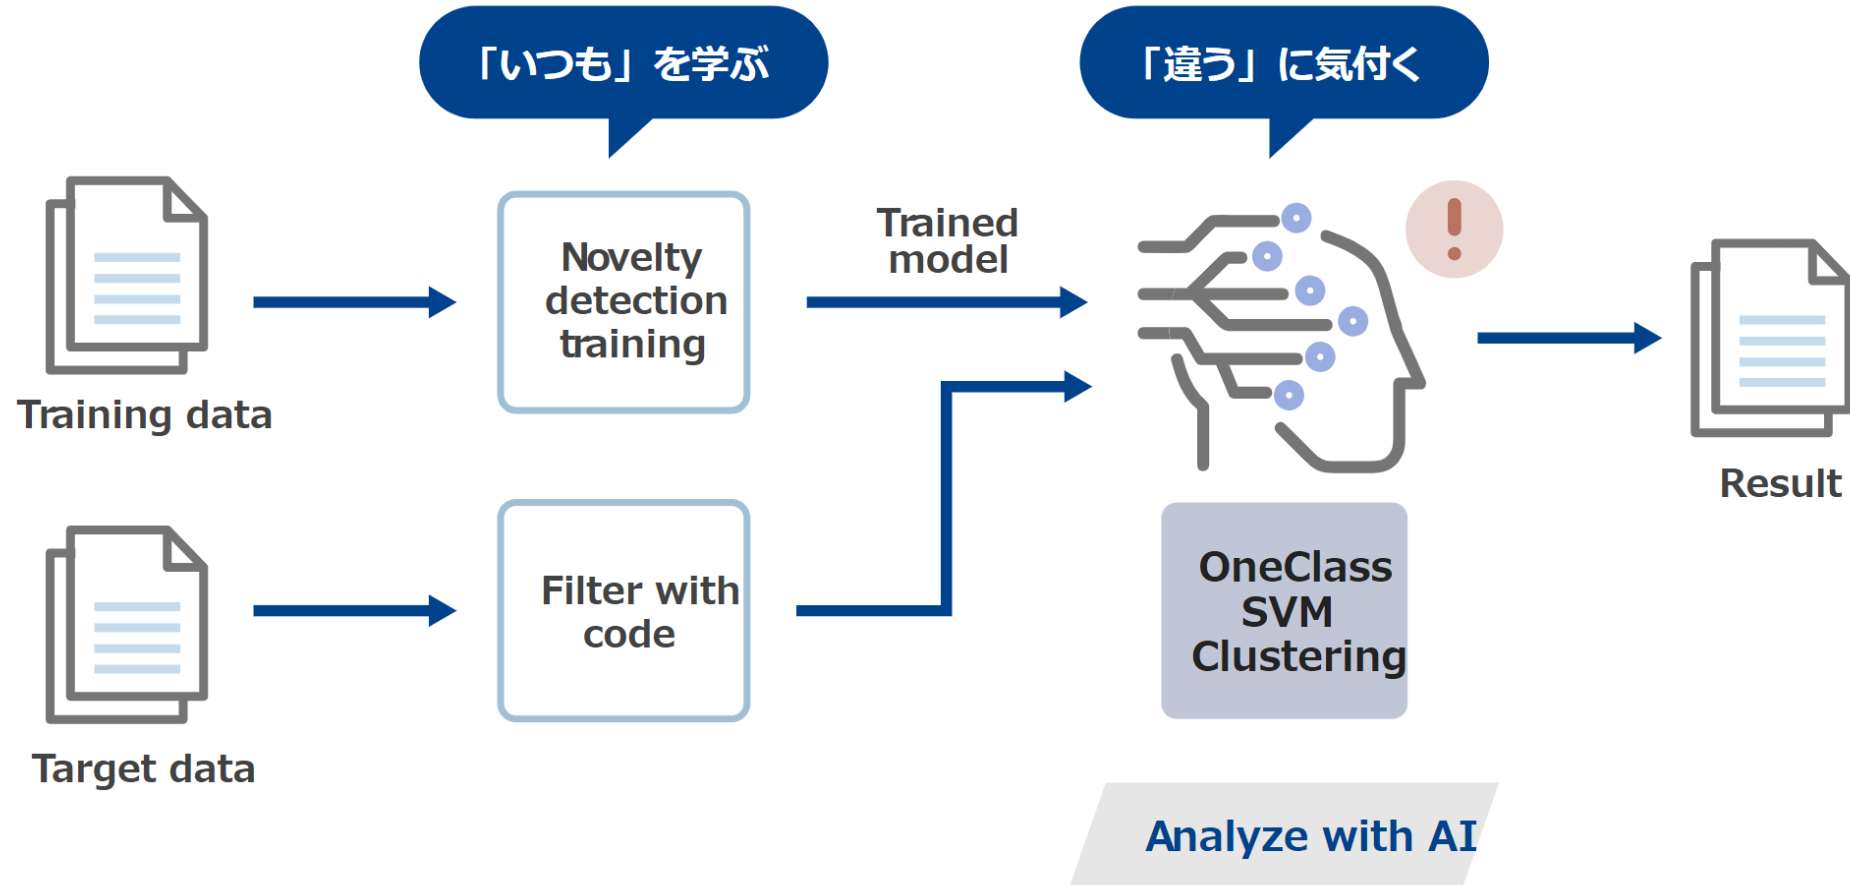 「いつも」を学ぶ
「違う」に気付く
Novelty
detection
training
Trained
model
Training data
Result
Filter with
code
OneClass
SVM
Clustering
Target data
Analyze with AI